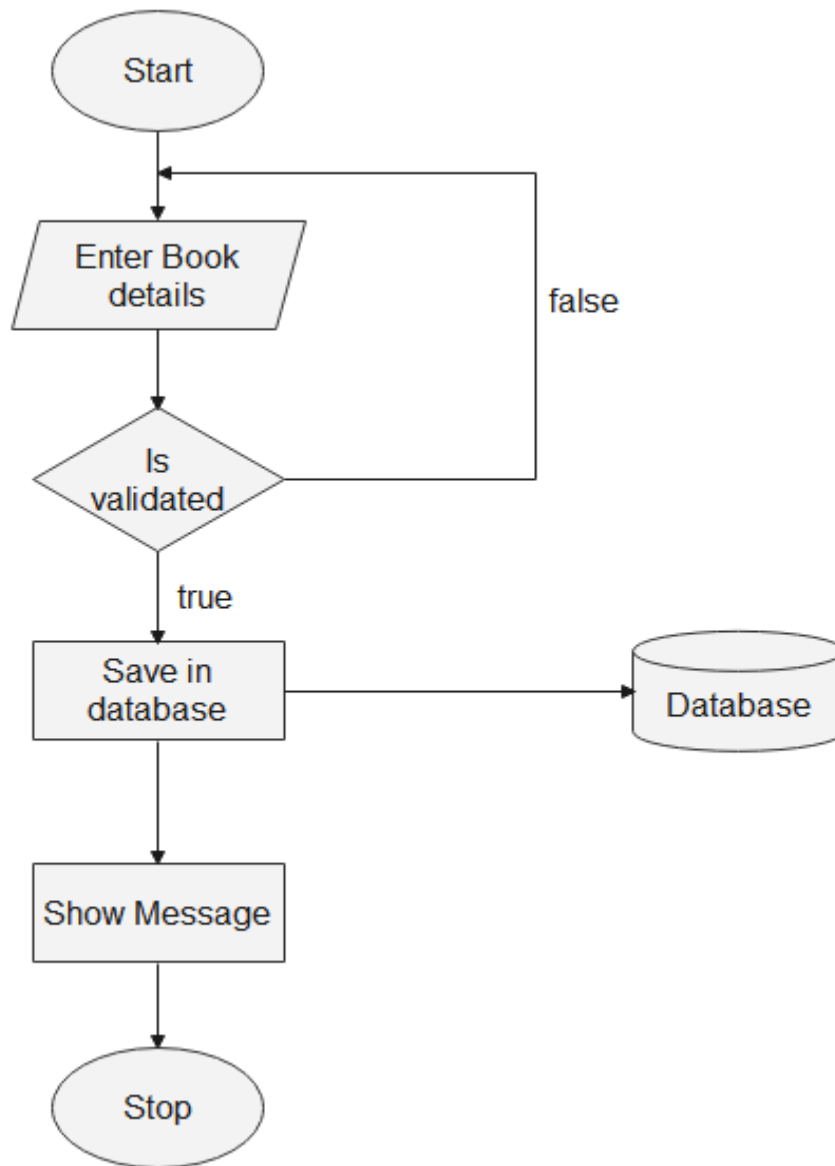 Start
Enter Book
details
false
Is
validated
true
Save in
database
Database
Show Message
Stop